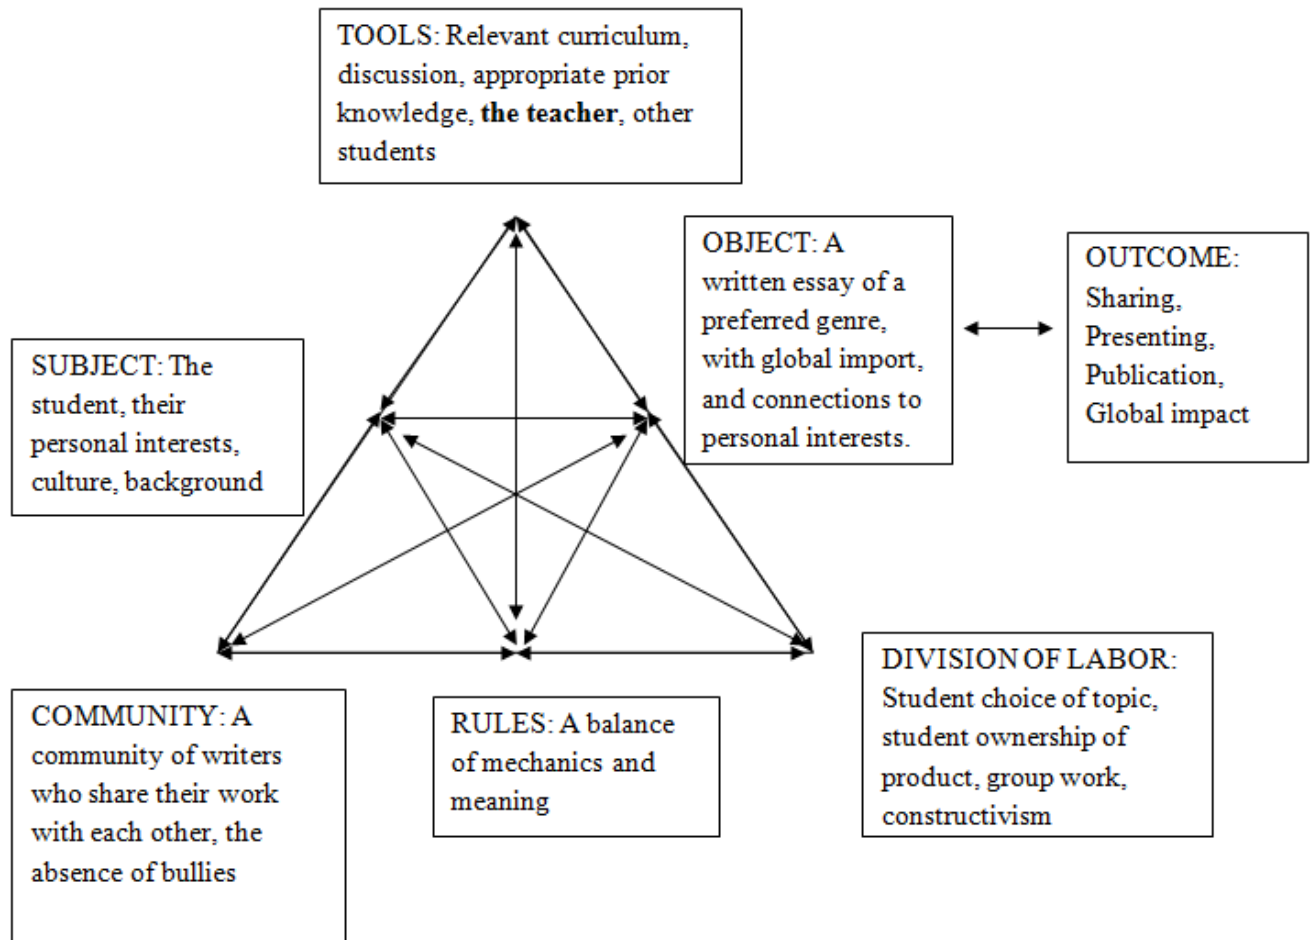 TOOLS: Relevant curriculum,
discussion, appropriate prior
knowledge, the teacher, other
students
OBJECT: A
written essay of a
preferred genre,
with global import,
and connections to
personal interests.
OUTCOME:
Sharing,
Presenting,
Publication,
Global impact
SUBJECT: The
student, their
personal interests,
culture, background
COMMUNITY: A
community of writers
who share their work
with each other, the
absence of bullies
RULES: A balance
of mechanics and
meaning
DIVISION OF LABOR:
Student choice of topic,
student ownership of
product, group work,
constructivism